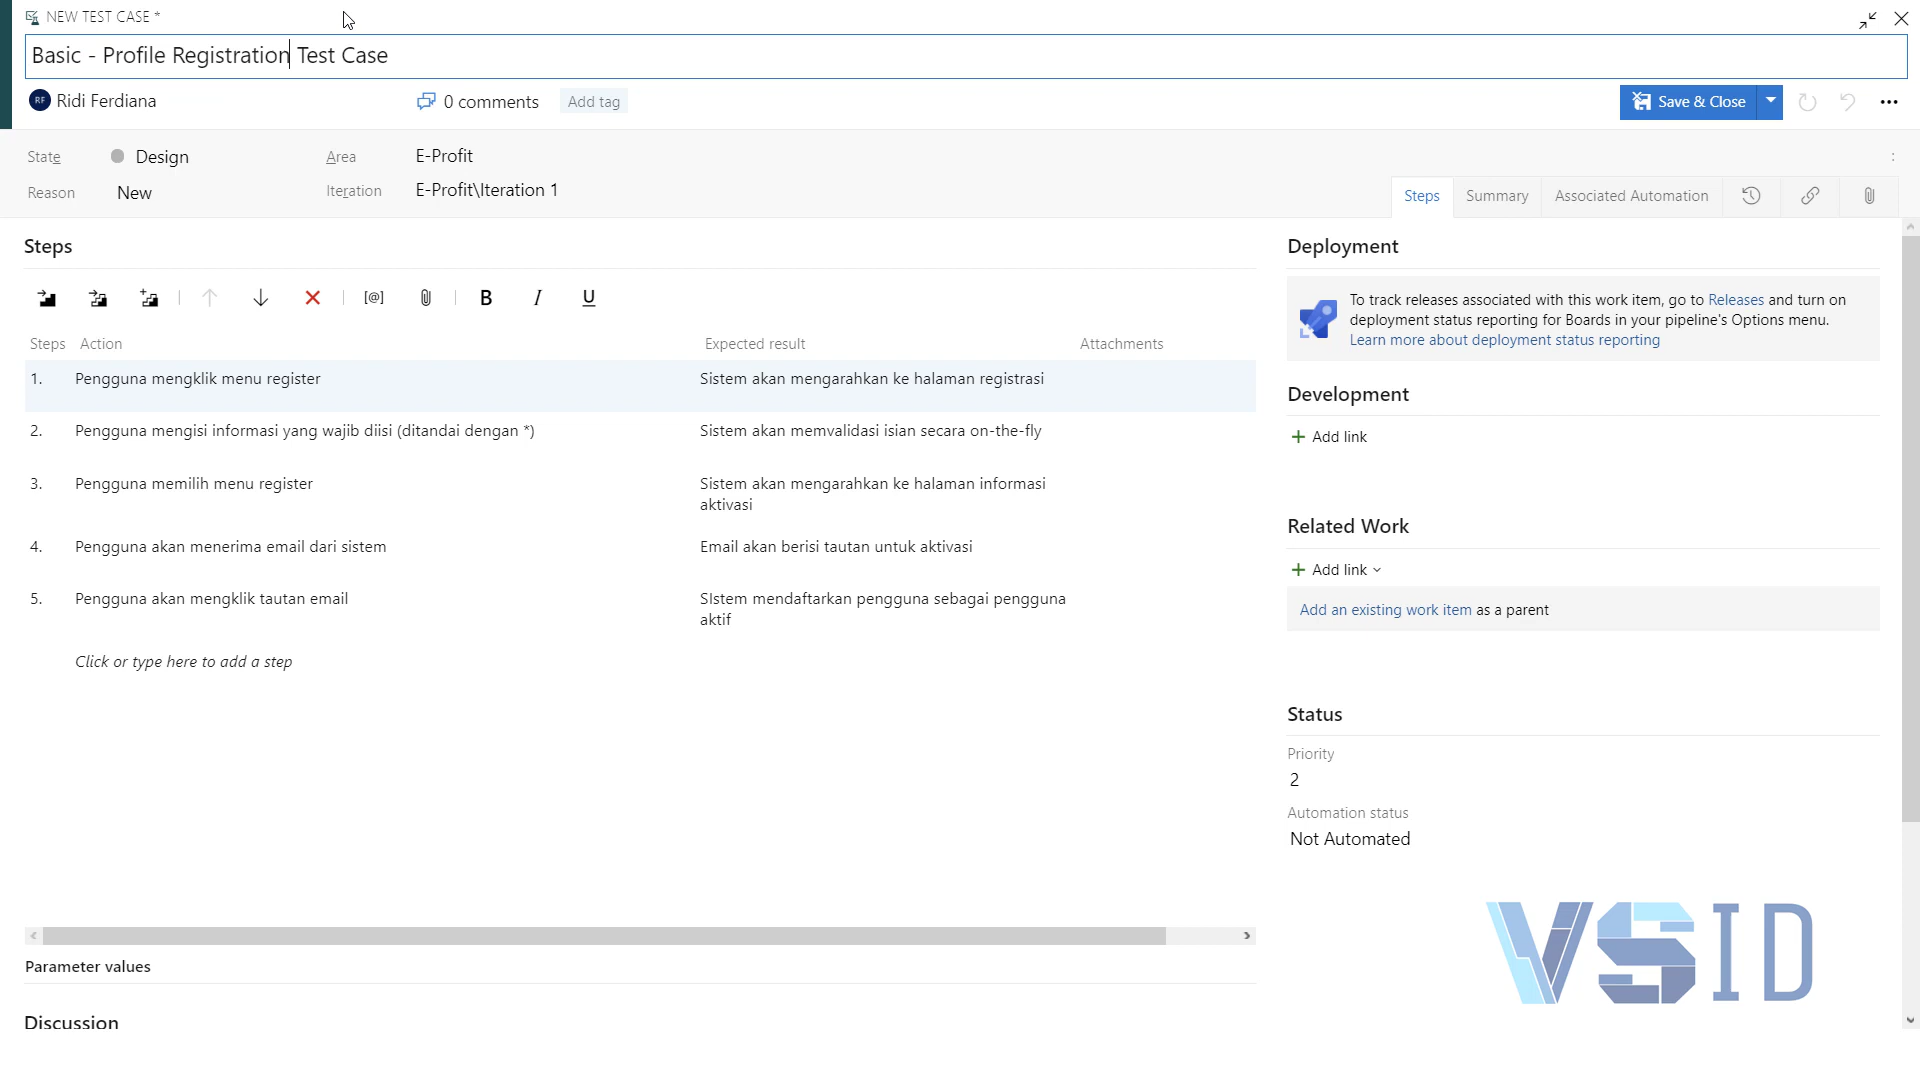 NEW TEST CASE *
Basic - Profile Registration Test Case
RF Ridi Ferdiana
0 comments
Add tag
Save & Close
State
Design
Area
E-Profit
Reason
New
Iteration
E-Profit\Iteration 1
Steps
Summary
Associated Automation
Steps
[@]
B
I
U
Steps Action Expected result Attachments
1. Pengguna mengklik menu register Sistem akan mengarahkan ke halaman registrasi
2. Pengguna mengisi informasi yang wajib diisi (ditandai dengan *) Sistem akan memvalidasi isian secara on-the-fly
3. Pengguna memilih menu register Sistem akan mengarahkan ke halaman informasi
aktivasi
4. Pengguna akan menerima email dari sistem Email akan berisi tautan untuk aktivasi
5. Pengguna akan mengklik tautan email SIstem mendaftarkan pengguna sebagai pengguna
aktif
Click or type here to add a step
Parameter values
Discussion
Deployment
To track releases associated with this work item, go to Releases and turn on
deployment status reporting for Boards in your pipeline's Options menu.
Learn more about deployment status reporting
Development
+ Add link
Related Work
+ Add link
Add an existing work item as a parent
Status
Priority
2
Automation status
Not Automated
VSID